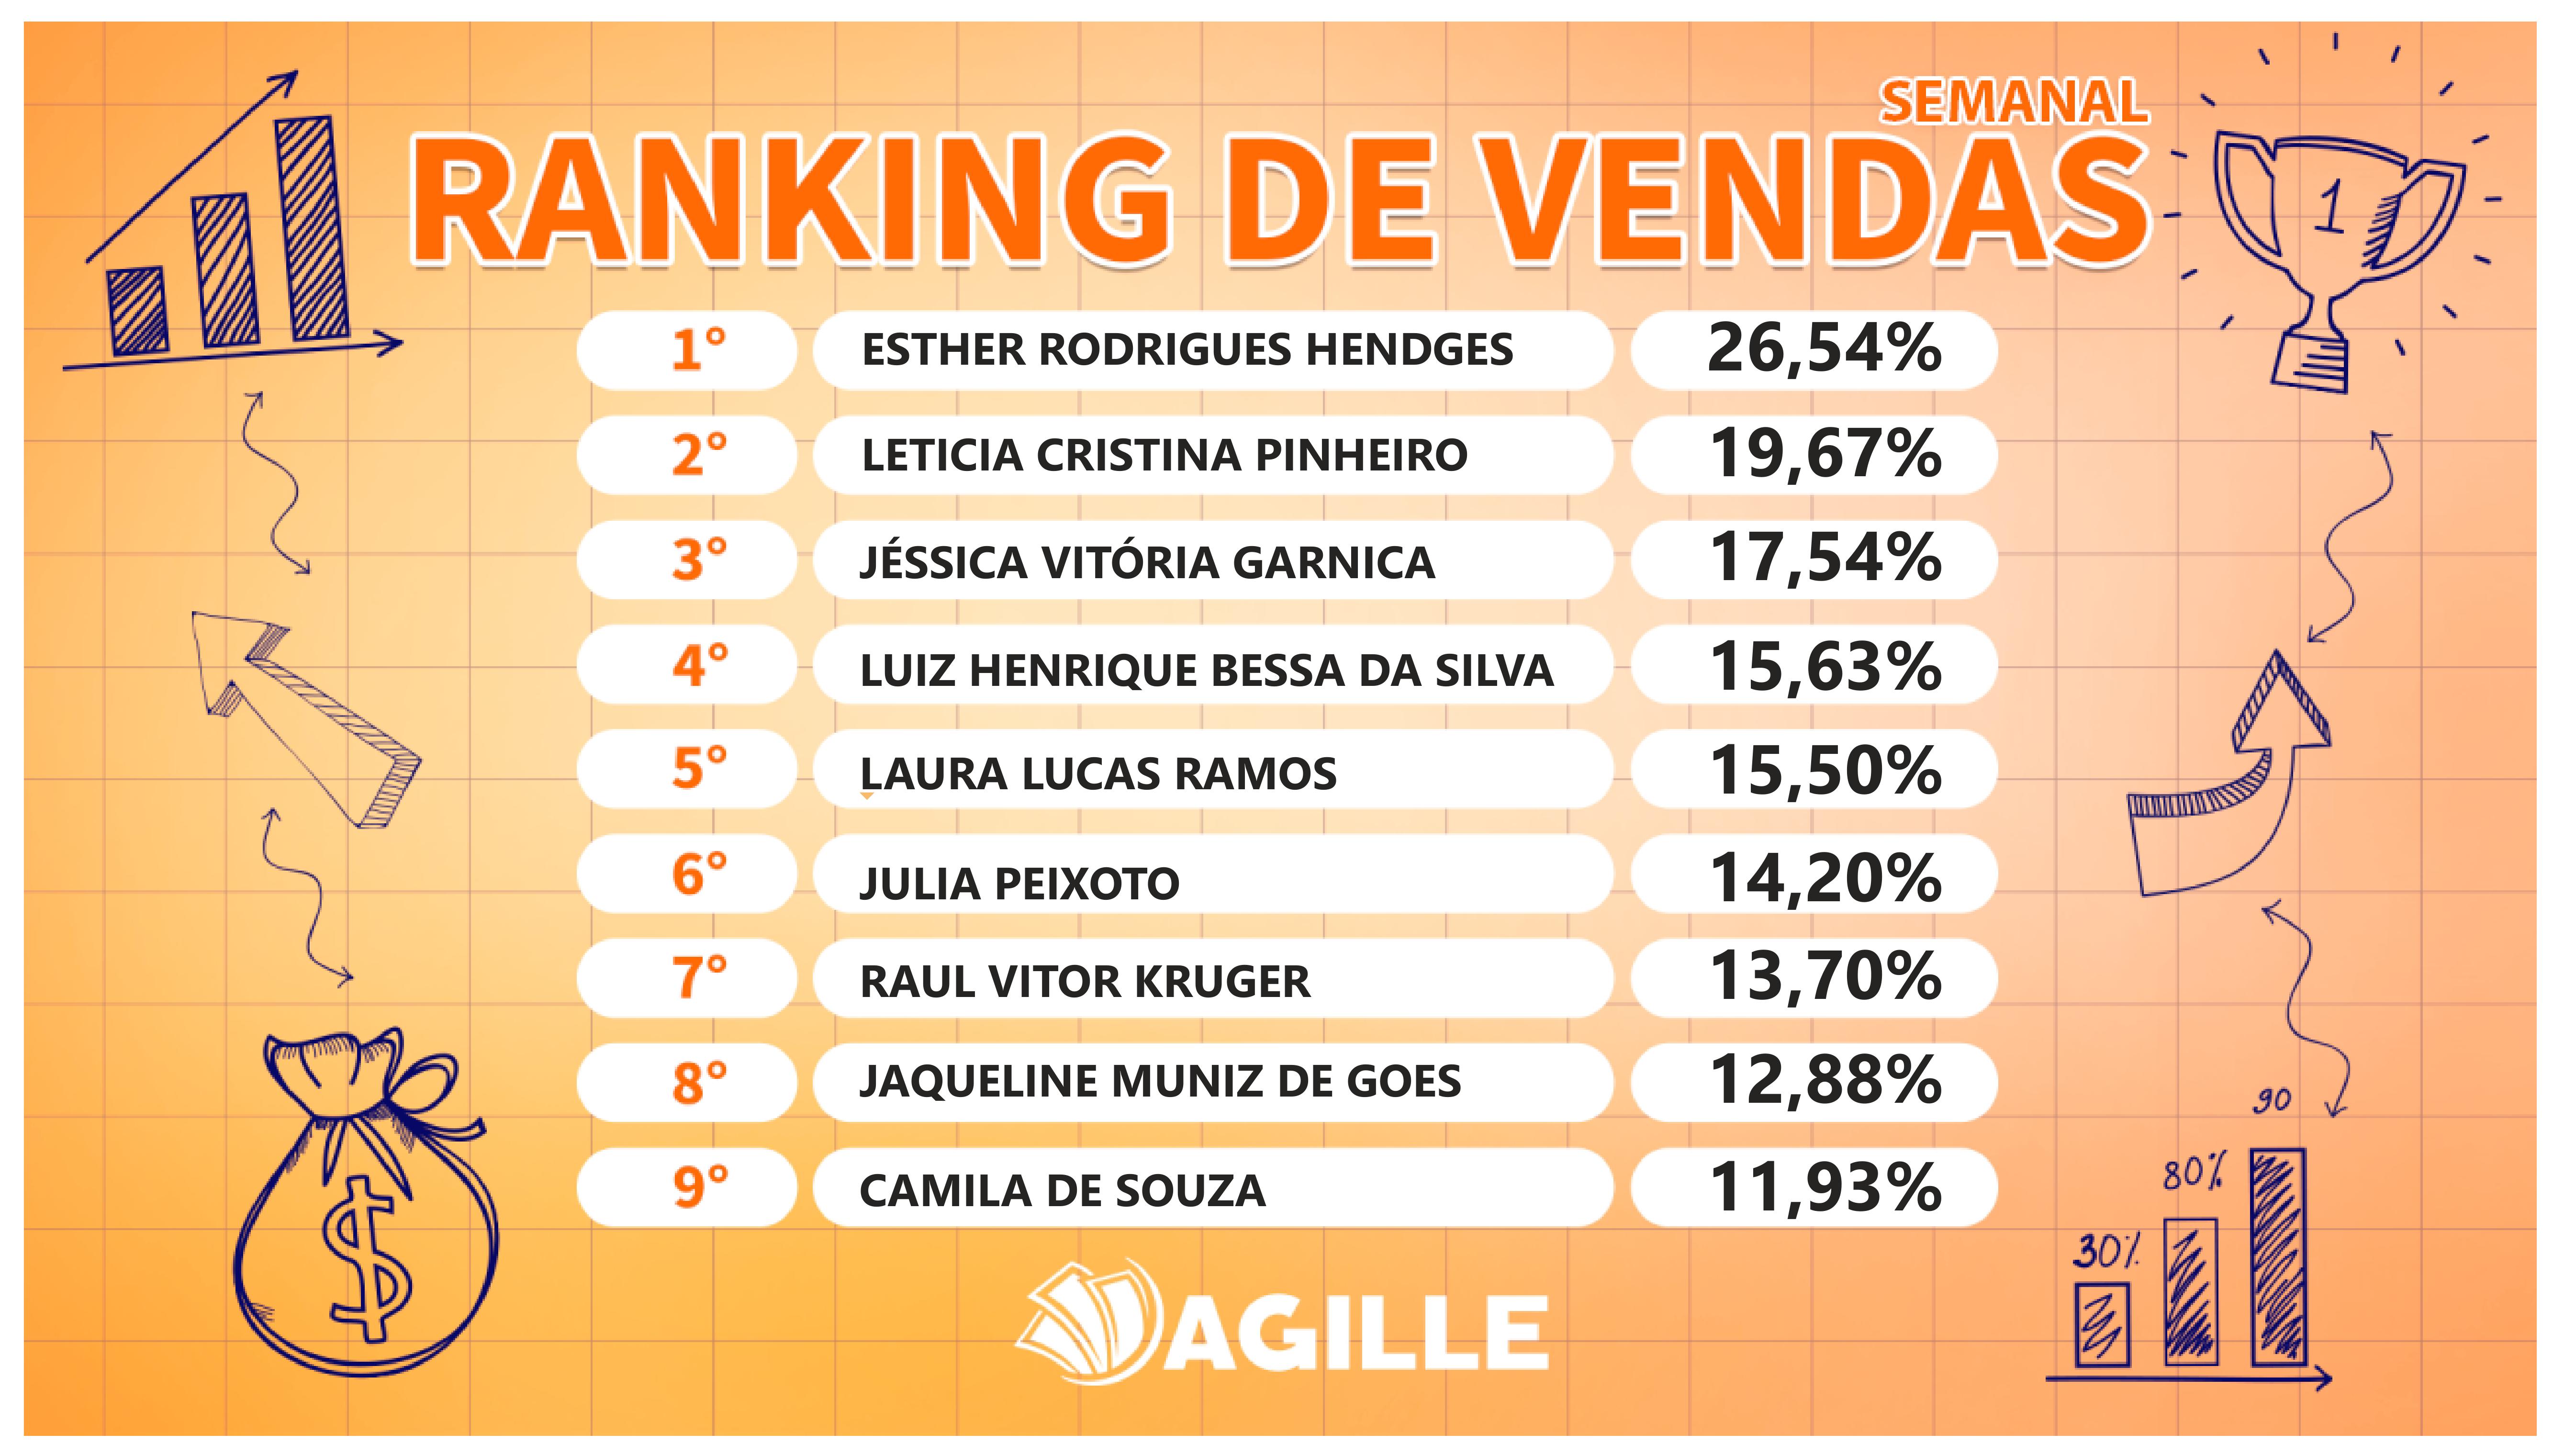 SEMANAL
RANKING DE VENDAS
1
1° ESTHER RODRIGUES HENDGES 26,54%
2° LETICIA CRISTINA PINHEIRO 19,67%
3° JÉSSICA VITÓRIA GARNICA 17,54%
4° LUIZ HENRIQUE BESSA DA SILVA 15,63%
5° LAURA LUCAS RAMOS 15,50%
6° JULIA PEIXOTO 14,20%
7° RAUL VITOR KRUGER 13,70%
8° JAQUELINE MUNIZ DE GOES 12,88%
9° CAMILA DE SOUZA 11,93%
$
30%
80%
90
AGILLE